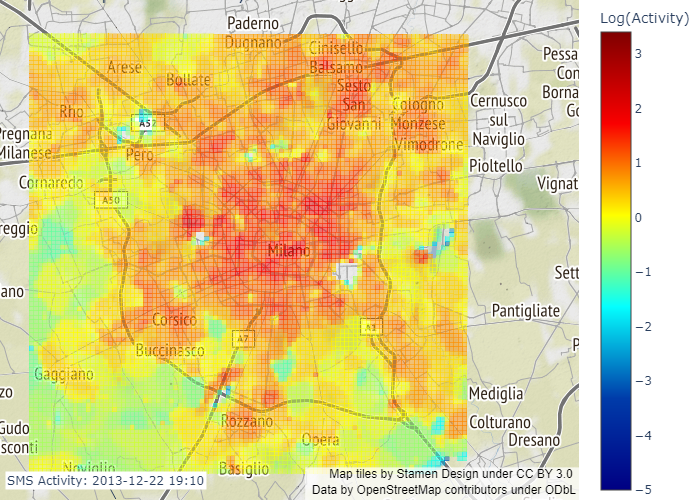 Log(Activity)
3
2
1
0
−1
−2
−3
−4
−5
Paderno
Dugnano
Cinisello
Balsamo
Arese
Bollate
Sesto
San
Giovanni
Pessa
Con
Borna
Go
Rho
A52
Cologno
Monzese
Cernusco
sul
Naviglio
Pregnana
Milanese
Pero
Vimodrone
Pioltello
Cornaredo
Vignat
A50
reggio
Milano
Sett
ano
Pantigliate
Corsico
A7
A1
Buccinasco
Gaggiano
Mediglia
zo
Rozzano
Colturano
Gudo
sconti
Opera
Dresano
Noviglio
Basiglio
SMS Activity: 2013-12-22 19:10
Map tiles by Stamen Design under CC BY 3.0
Data by OpenStreetMap contributors under ODbL